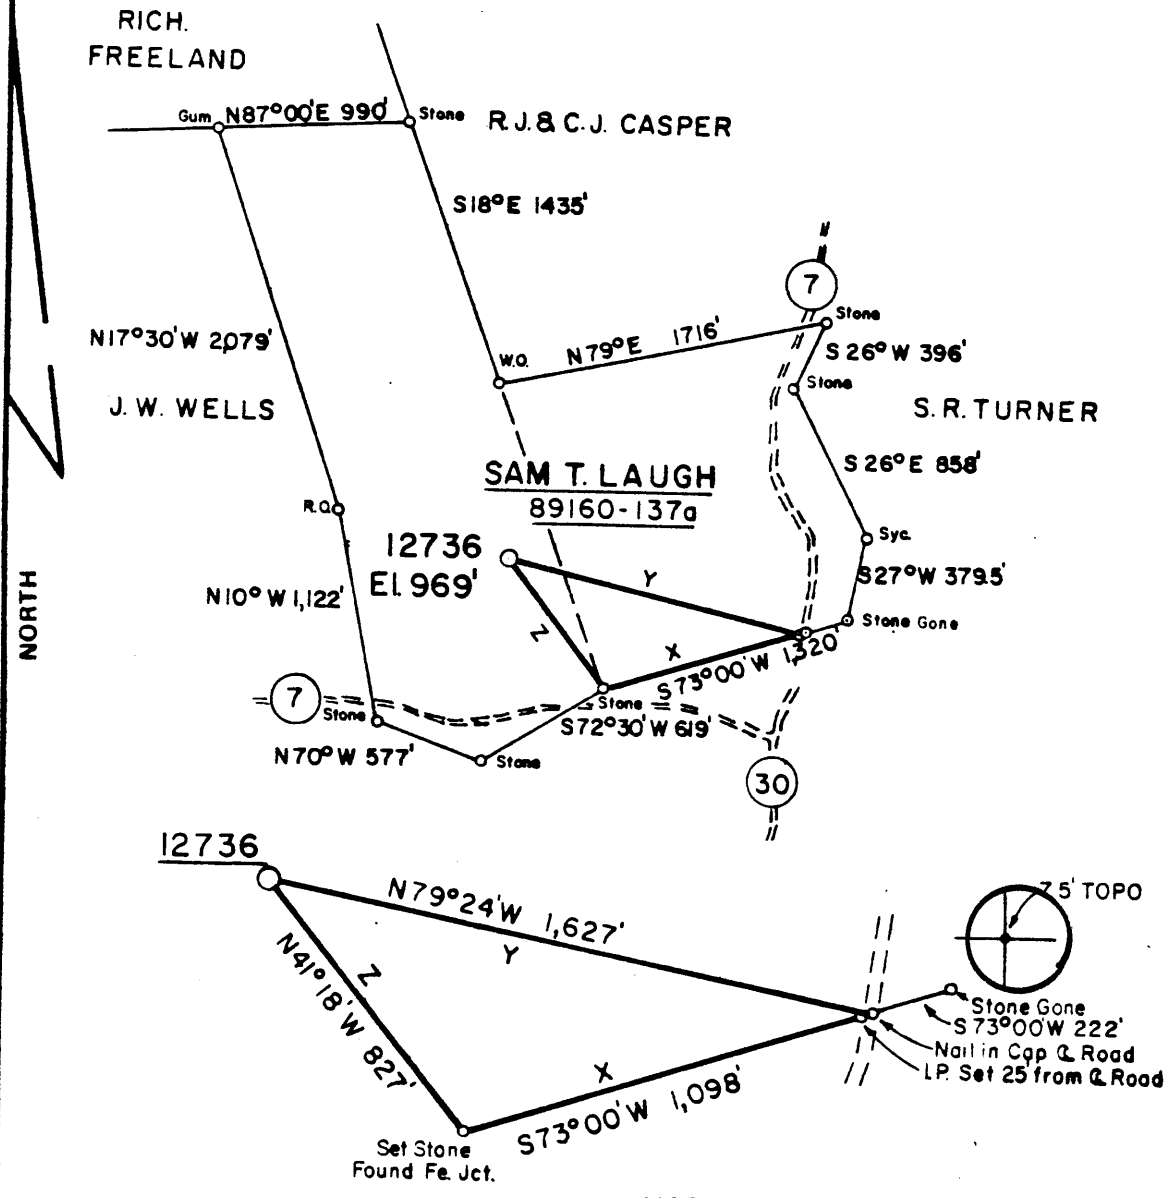 RICH.
FREELAND
Gum N87°00'E 990' Stone R.J.& C.J. CASPER
S18°E 1435'
7
Stone
N17°30'W 2,079'
W.O. N79°E 1716'
S 26°W 396'
Stone
J. W. WELLS
S.R. TURNER
S 26°E 858'
SAM T. LAUGH
89160-137a
R.O.
Syc.
12736
El. 969'
Y
S27°W 379.5'
N10°W 1,122'
Stone Gone
Z
X
S73°00'W 1,320'
NORTH
7
Stone
Stone
S72°30'W 619'
N70°W 577'
Stone
30
12736
N79°24'W 1,627'
Y
7.5' TOPO
N41°18'W 827'
Z
Stone Gone
S73°00'W 222'
Nail in Cap ℄ Road
I.P. Set 25' from ℄ Road
X
S73°00'W 1,098'
Set Stone
Found Fe. Jct.